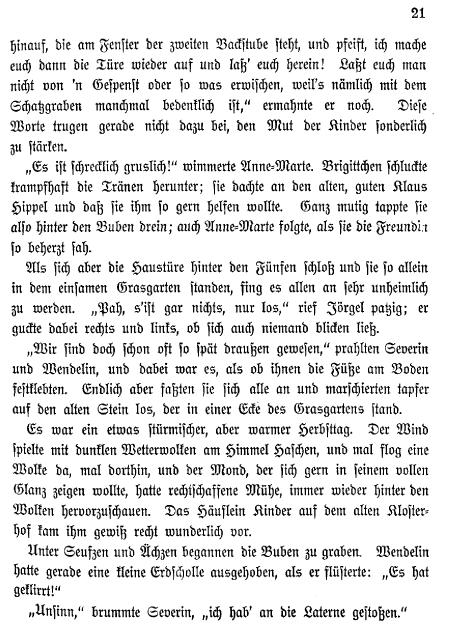 21
hinauf, die am Fenster der zweiten Backstube steht, und pfeift, ich mache
euch dann die Türe wieder auf und laß' euch herein! Laßt euch man
nicht von 'n Gespenst oder so was erwischen, weil's nämlich mit dem
Schatzgraben manchmal bedenklich ist,“ ermahnte er noch. Diese
Worte trugen gerade nicht dazu bei, den Mut der Kinder sonderlich
zu stärken.
„Es ist schrecklich gruslich!“ wimmerte Anne-Marte. Brigittchen schluckte
krampfhaft die Tränen herunter; sie dachte an den alten, guten Klaus
Hippel und daß sie ihm so gern helfen wollte. Ganz mutig tappte sie
also hinter den Buben drein; auch Anne-Marte folgte, als sie die Freundin
so beherzt sah.
Als sich aber die Haustüre hinter den Fünfen schloß und sie so allein
in dem einsamen Grasgarten standen, fing es allen an sehr unheimlich
zu werden. „Pah, s'ist gar nichts, nur los,“ rief Jörgel patzig; er
guckte dabei rechts und links, ob sich auch niemand blicken ließ.
„Wir sind doch schon oft so spät draußen gewesen,“ prahlten Severin
und Wendelin, und dabei war es, als ob ihnen die Füße am Boden
festklebten. Endlich aber faßten sie sich alle an und marschierten tapfer
auf den alten Stein los, der in einer Ecke des Grasgartens stand.
Es war ein etwas stürmischer, aber warmer Herbsttag. Der Wind
spielte mit dunklen Wetterwolken am Himmel Haschen, und mal flog eine
Wolke da, mal dorthin, und der Mond, der sich gern in seinem vollen
Glanz zeigen wollte, hatte rechtschaffene Mühe, immer wieder hinter den
Wolken hervorzuschauen. Das Häuflein Kinder auf dem alten Kloster-
hof kam ihm gewiß recht wunderlich vor.
Unter Seufzen und Ächzen begannen die Buben zu graben. Wendelin
hatte gerade eine kleine Erdscholle ausgehoben, als er flüsterte: „Es hat
geklirrt!“
„Unsinn,“ brummte Severin, „ich hab' an die Laterne gestoßen.“